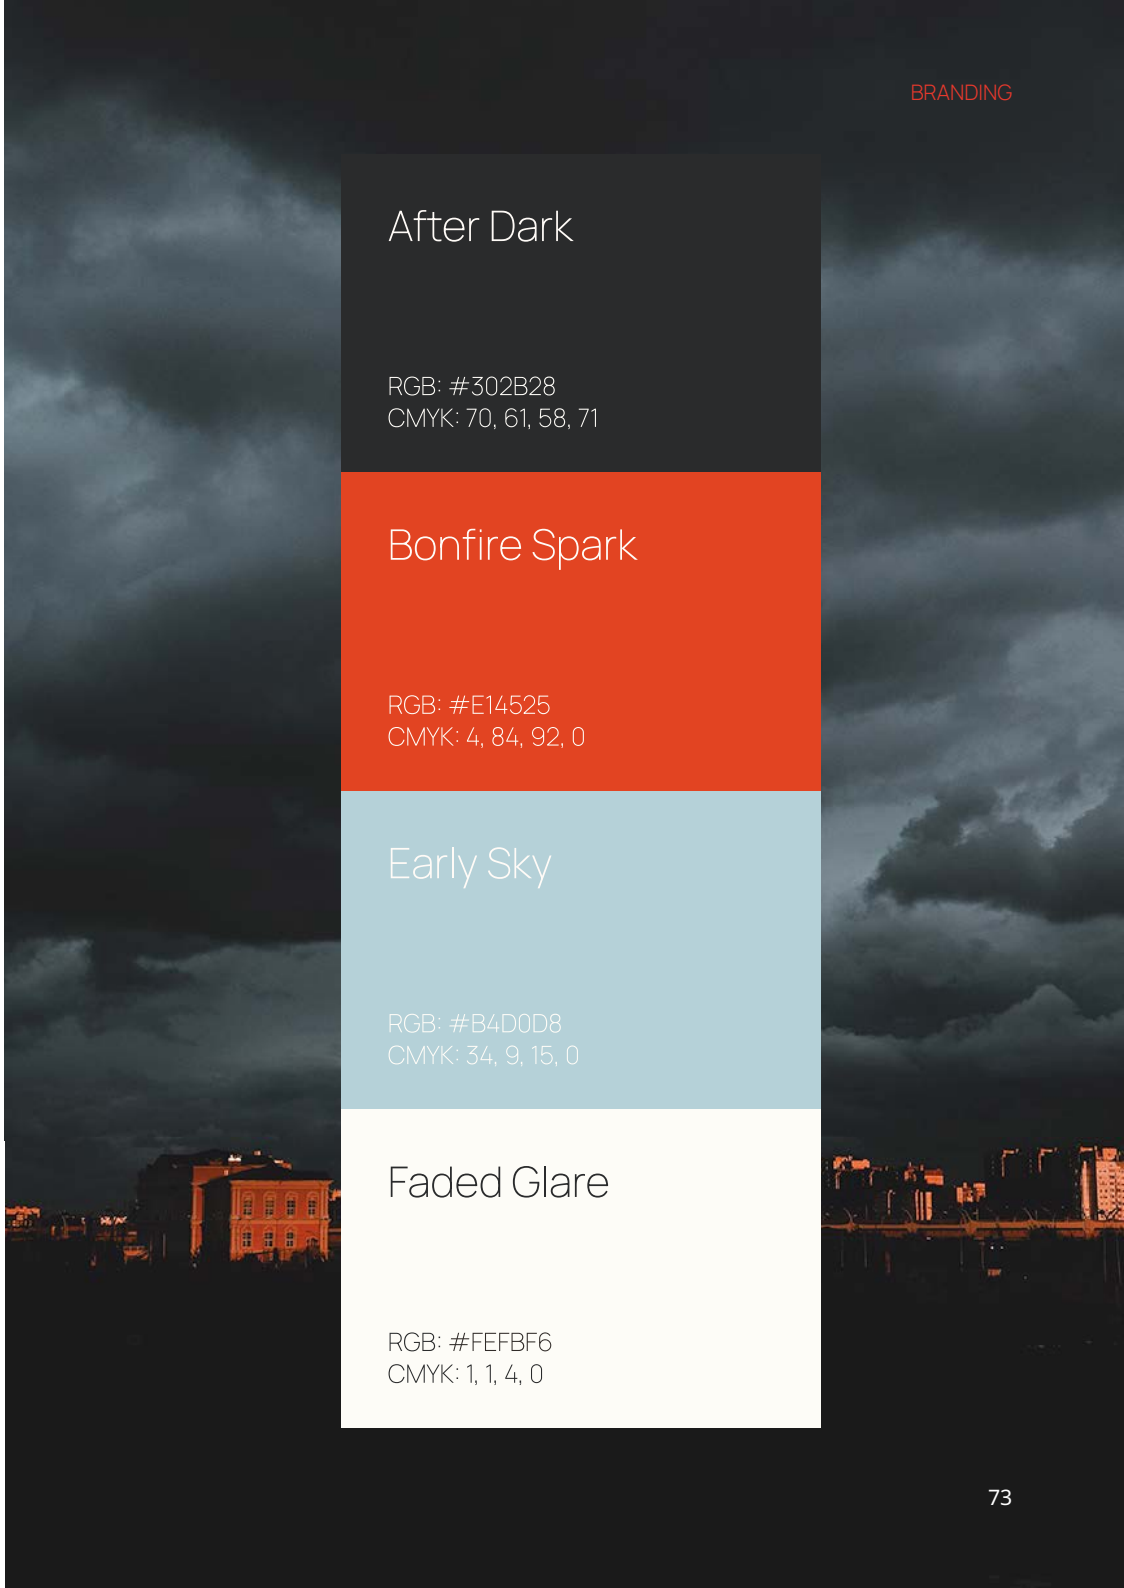 BRANDING
After Dark
RGB: #302B28
CMYK: 70, 61, 58, 71
Bonfire Spark
RGB: #E14525
CMYK: 4, 84, 92, 0
Early Sky
RGB: #B4D0D8
CMYK: 34, 9, 15, 0
Faded Glare
RGB: #FEFBF6
CMYK: 1, 1, 4, 0
73